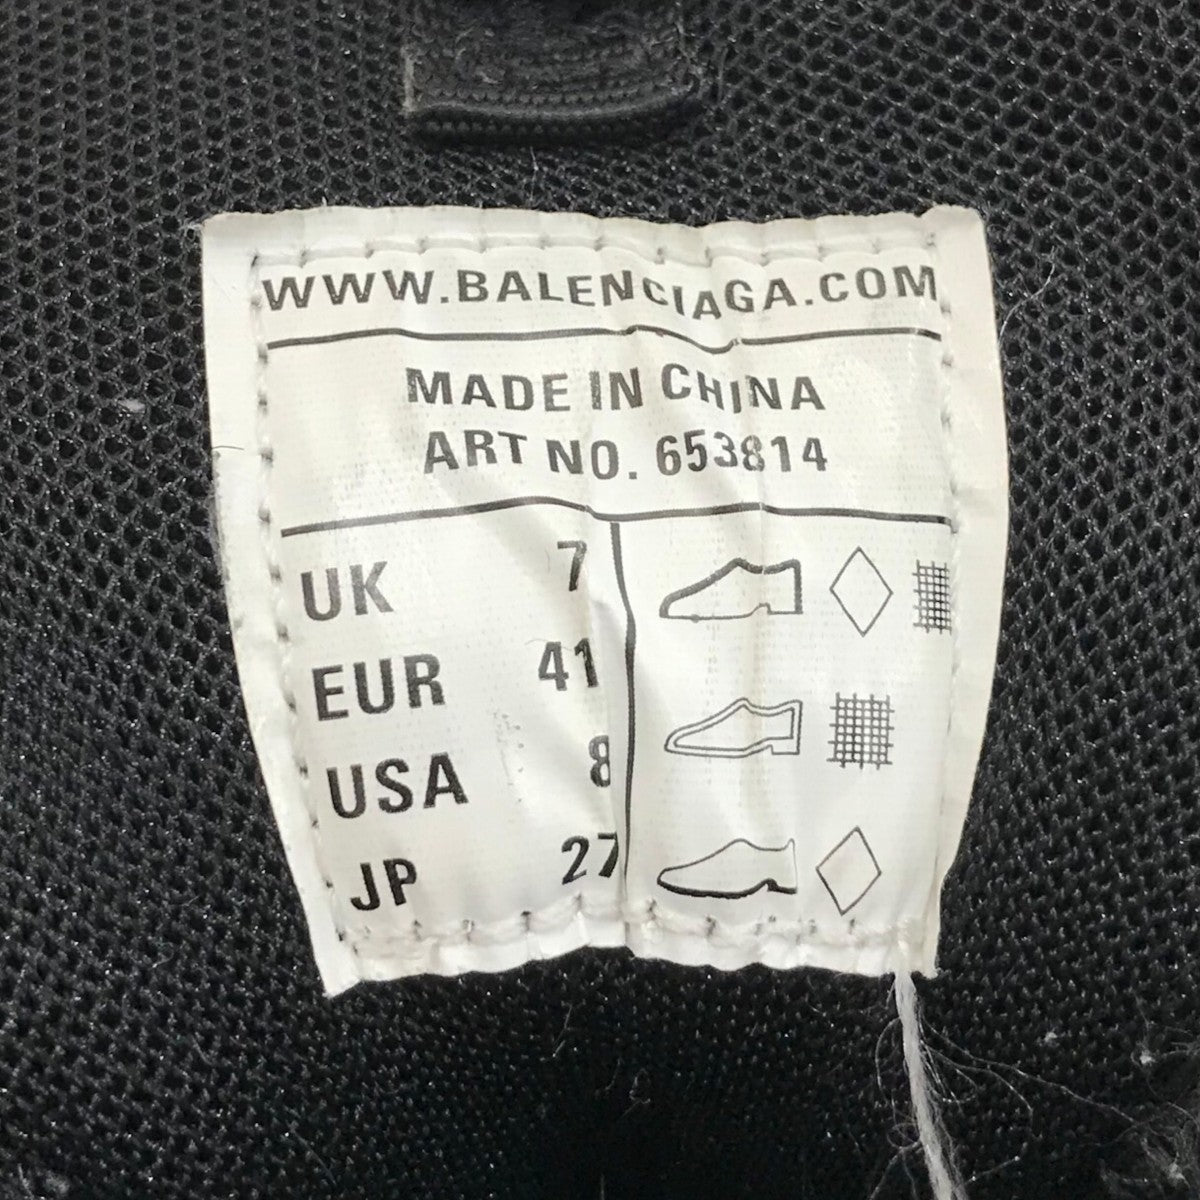 WWW.BALENCIAGA.COM
MADE IN CHINA
ART NO. 653814
UK 7
EUR 41
USA 8
JP 27